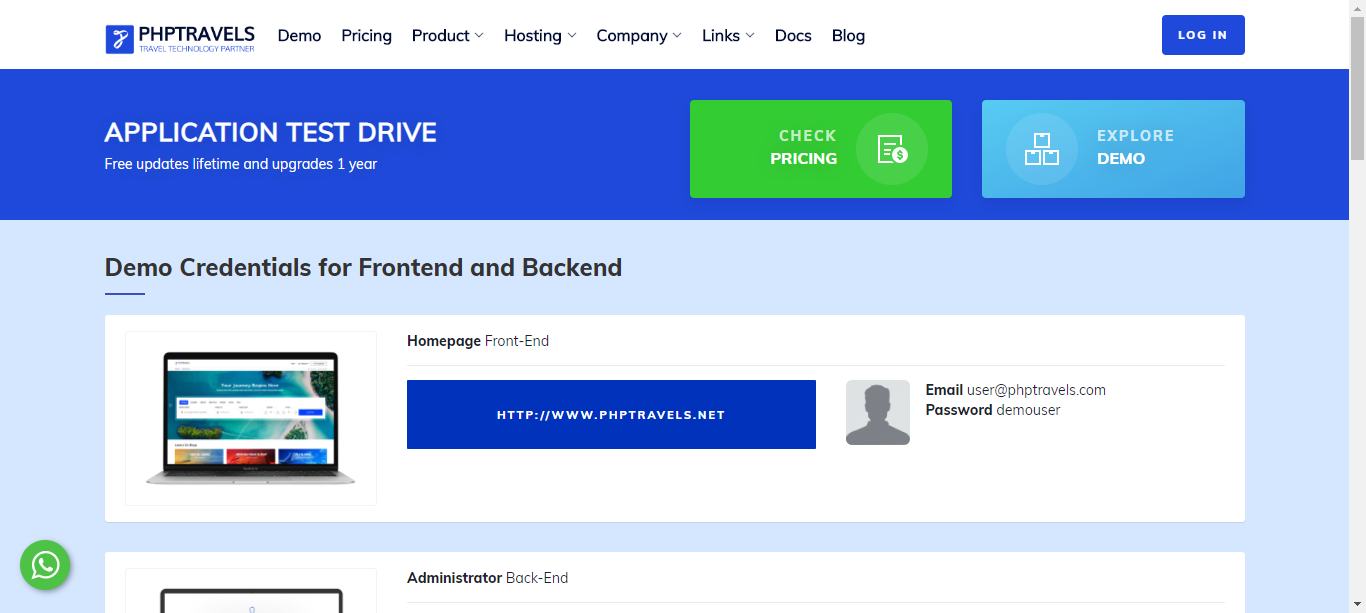 PHPTRAVELS
TRAVEL TECHNOLOGY PARTNER
Demo Pricing Product Hosting Company Links Docs Blog
LOG IN
APPLICATION TEST DRIVE
Free updates lifetime and upgrades 1 year
CHECK
PRICING
EXPLORE
DEMO
Demo Credentials for Frontend and Backend
Homepage Front-End
Your Journey Begins Here
HTTP://WWW.PHPTRAVELS.NET
Email user@phptravels.com
Password demouser
Administrator Back-End